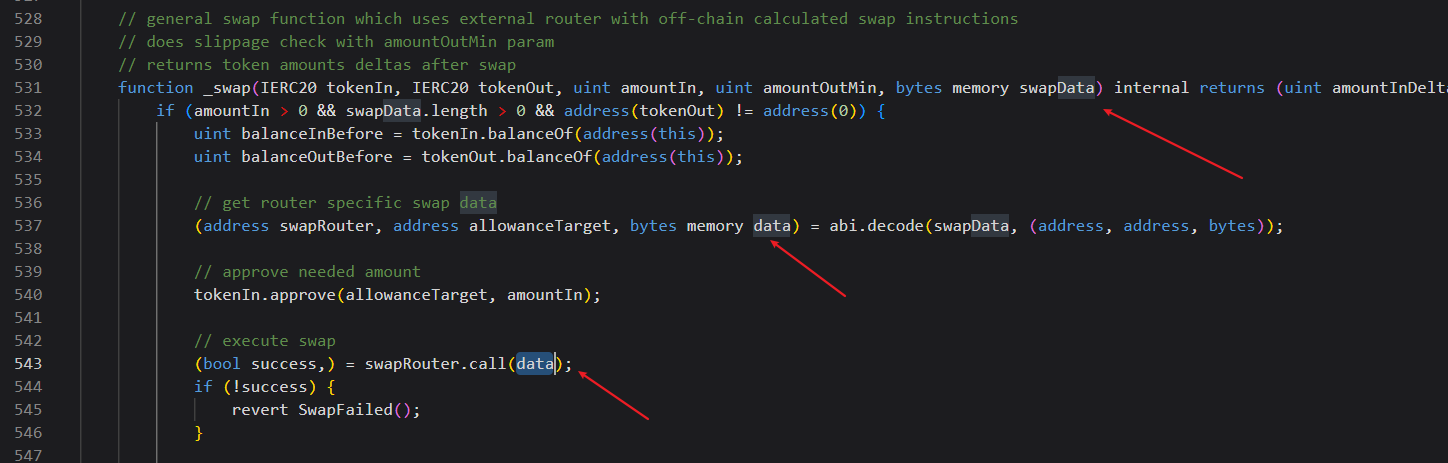 528 // general swap function which uses external router with off-chain calculated swap instructions
529 // does slippage check with amountOutMin param
530 // returns token amounts deltas after swap
531 function _swap(IERC20 tokenIn, IERC20 tokenOut, uint amountIn, uint amountOutMin, bytes memory swapData) internal returns (uint amountInDelt
532 if (amountIn > 0 && swapData.length > 0 && address(tokenOut) != address(0)) {
533 uint balanceInBefore = tokenIn.balanceOf(address(this));
534 uint balanceOutBefore = tokenOut.balanceOf(address(this));
535
536 // get router specific swap data
537 (address swapRouter, address allowanceTarget, bytes memory data) = abi.decode(swapData, (address, address, bytes));
538
539 // approve needed amount
540 tokenIn.approve(allowanceTarget, amountIn);
541
542 // execute swap
543 (bool success,) = swapRouter.call(data);
544 if (!success) {
545 revert SwapFailed();
546 }
547